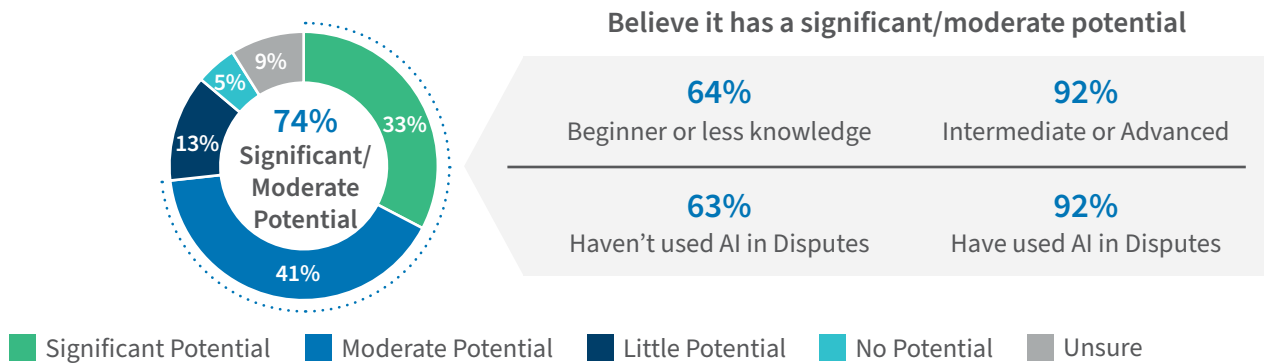 Believe it has a significant/moderate potential
9%
5%
13%
33%
41%
74%
Significant/
Moderate
Potential
64%
Beginner or less knowledge
92%
Intermediate or Advanced
63%
Haven't used AI in Disputes
92%
Have used AI in Disputes
Significant Potential
Moderate Potential
Little Potential
No Potential
Unsure